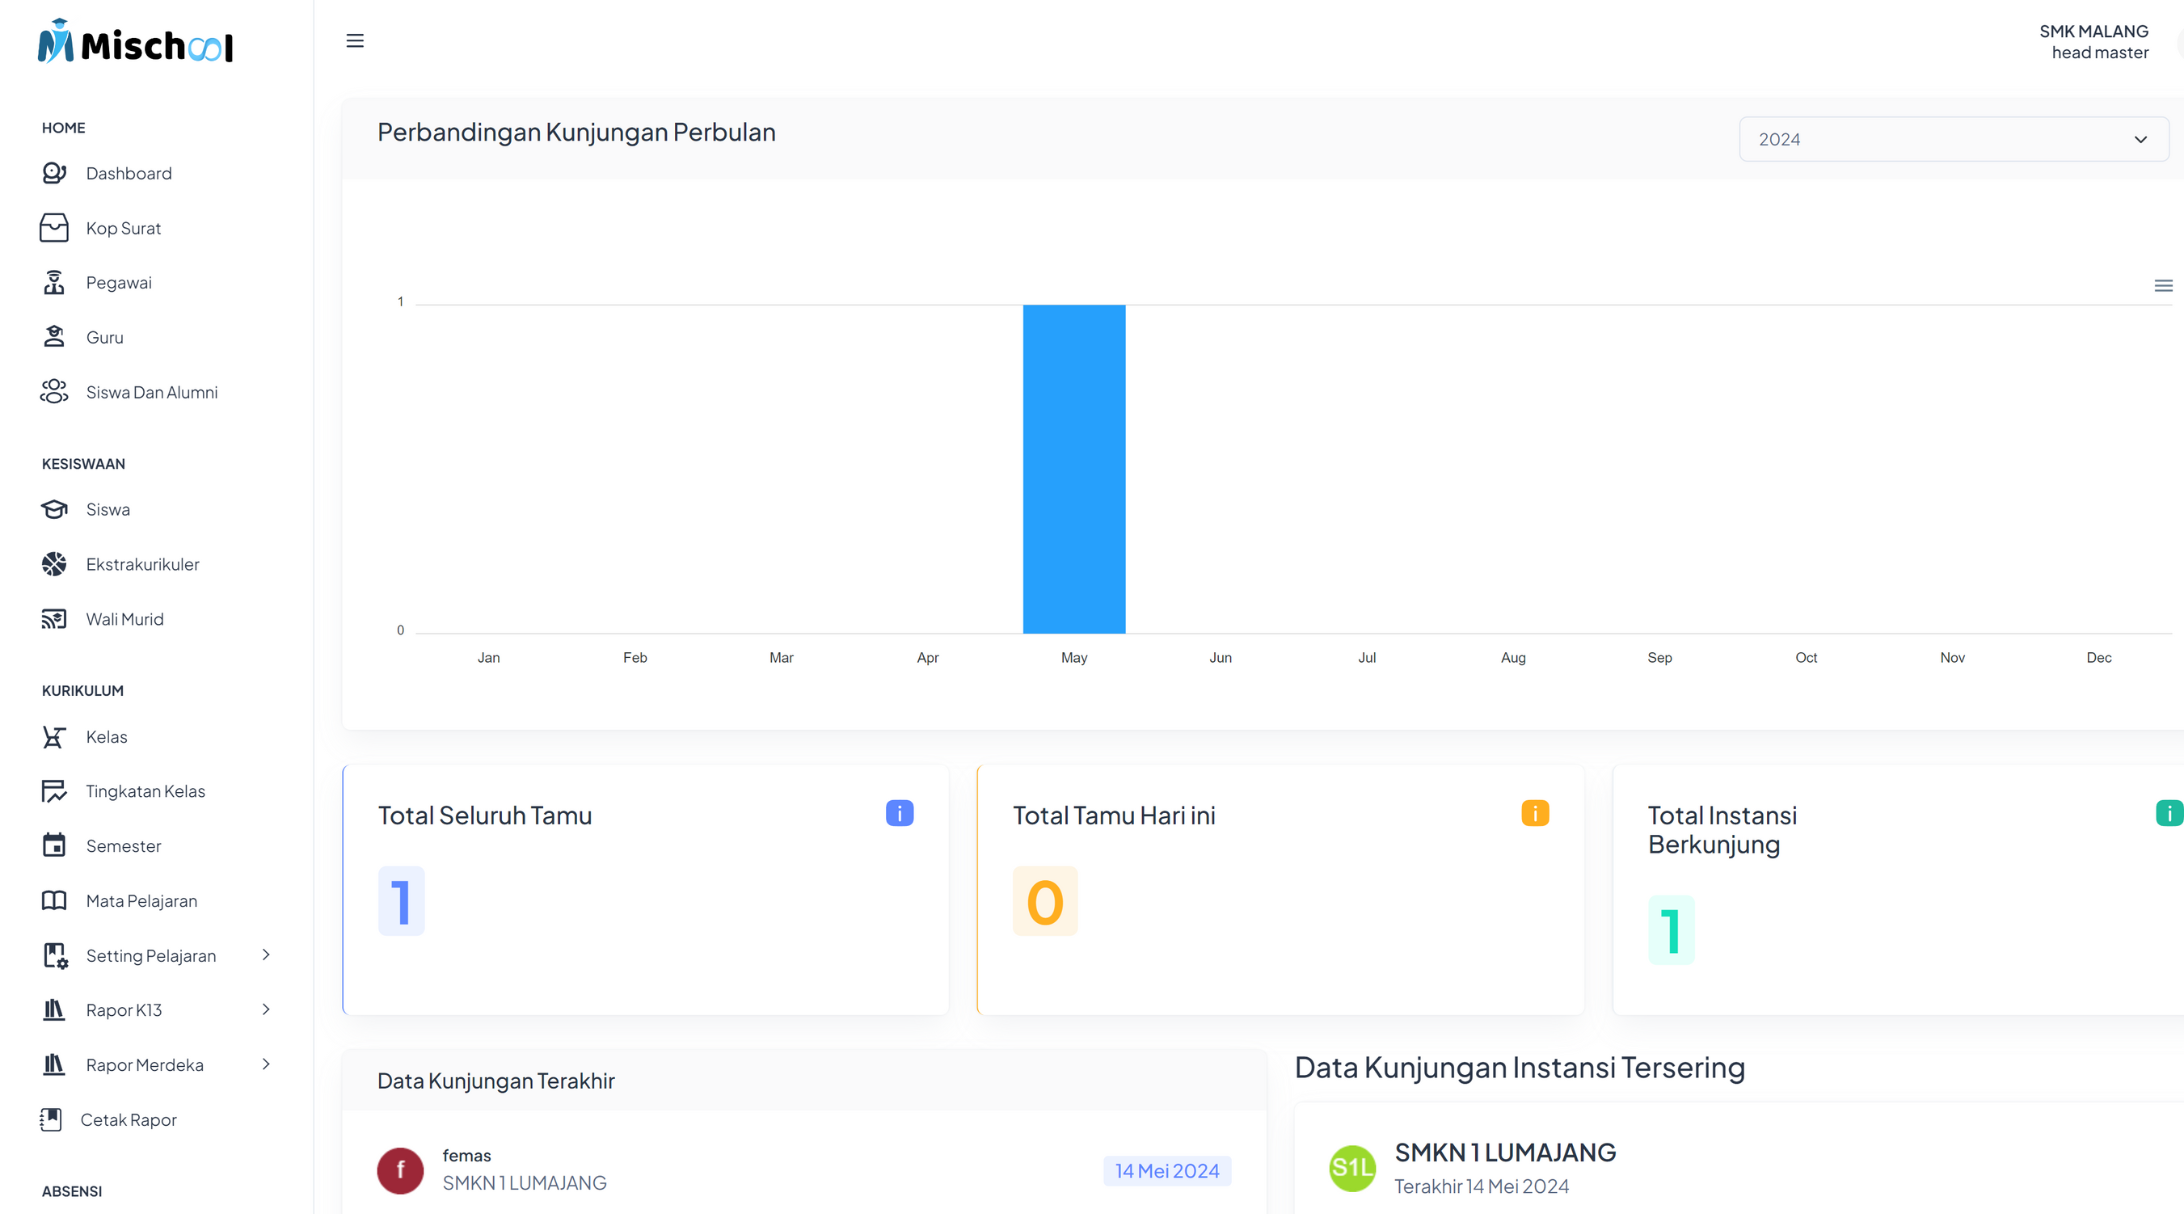 Mischool
SMK MALANG
head master
HOME
Dashboard
Kop Surat
Pegawai
Guru
Siswa Dan Alumni
KESISWAAN
Siswa
Ekstrakurikuler
Wali Murid
KURIKULUM
Kelas
Tingkatan Kelas
Semester
Mata Pelajaran
Setting Pelajaran
Rapor K13
Rapor Merdeka
Cetak Rapor
ABSENSI
Perbandingan Kunjungan Perbulan
2024
1
0
Jan Feb Mar Apr May Jun Jul Aug Sep Oct Nov Dec
Total Seluruh Tamu
i
1
Total Tamu Hari ini
i
0
Total Instansi
Berkunjung
i
1
Data Kunjungan Terakhir
f
femas
SMKN 1 LUMAJANG
14 Mei 2024
Data Kunjungan Instansi Tersering
S1L
SMKN 1 LUMAJANG
Terakhir 14 Mei 2024